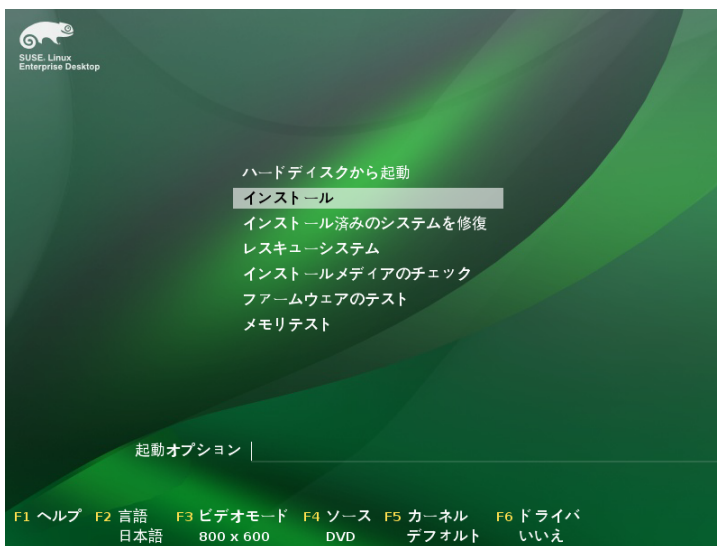 SUSE. Linux
Enterprise Desktop
ハードディスクから起動
インストール
インストール済みのシステムを修復
レスキューシステム
インストールメディアのチェック
ファームウェアのテスト
メモリテスト
起動オプション
F1 ヘルプ F2 言語 F3 ビデオモード F4 ソース F5 カーネル F6 ドライバ
日本語 800 x 600 DVD デフォルト いいえ